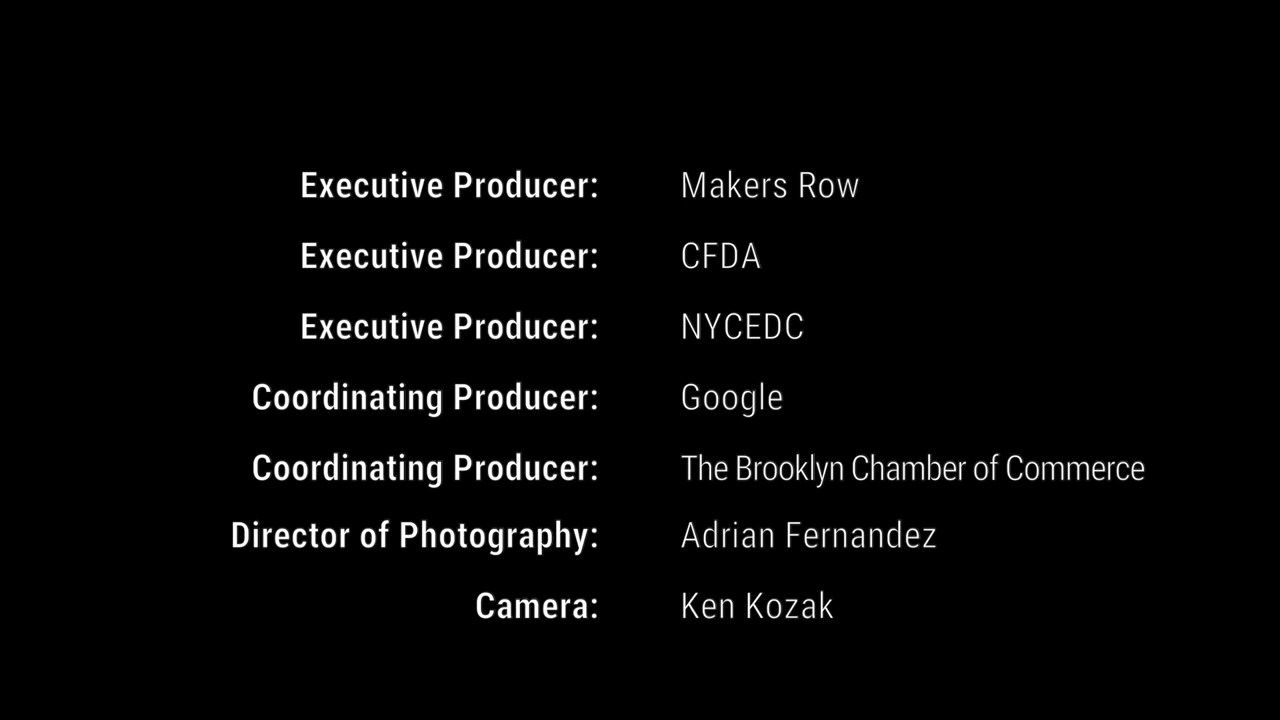 Executive Producer: Makers Row
Executive Producer: CFDA
Executive Producer: NYCEDC
Coordinating Producer: Google
Coordinating Producer: The Brooklyn Chamber of Commerce
Director of Photography: Adrian Fernandez
Camera: Ken Kozak